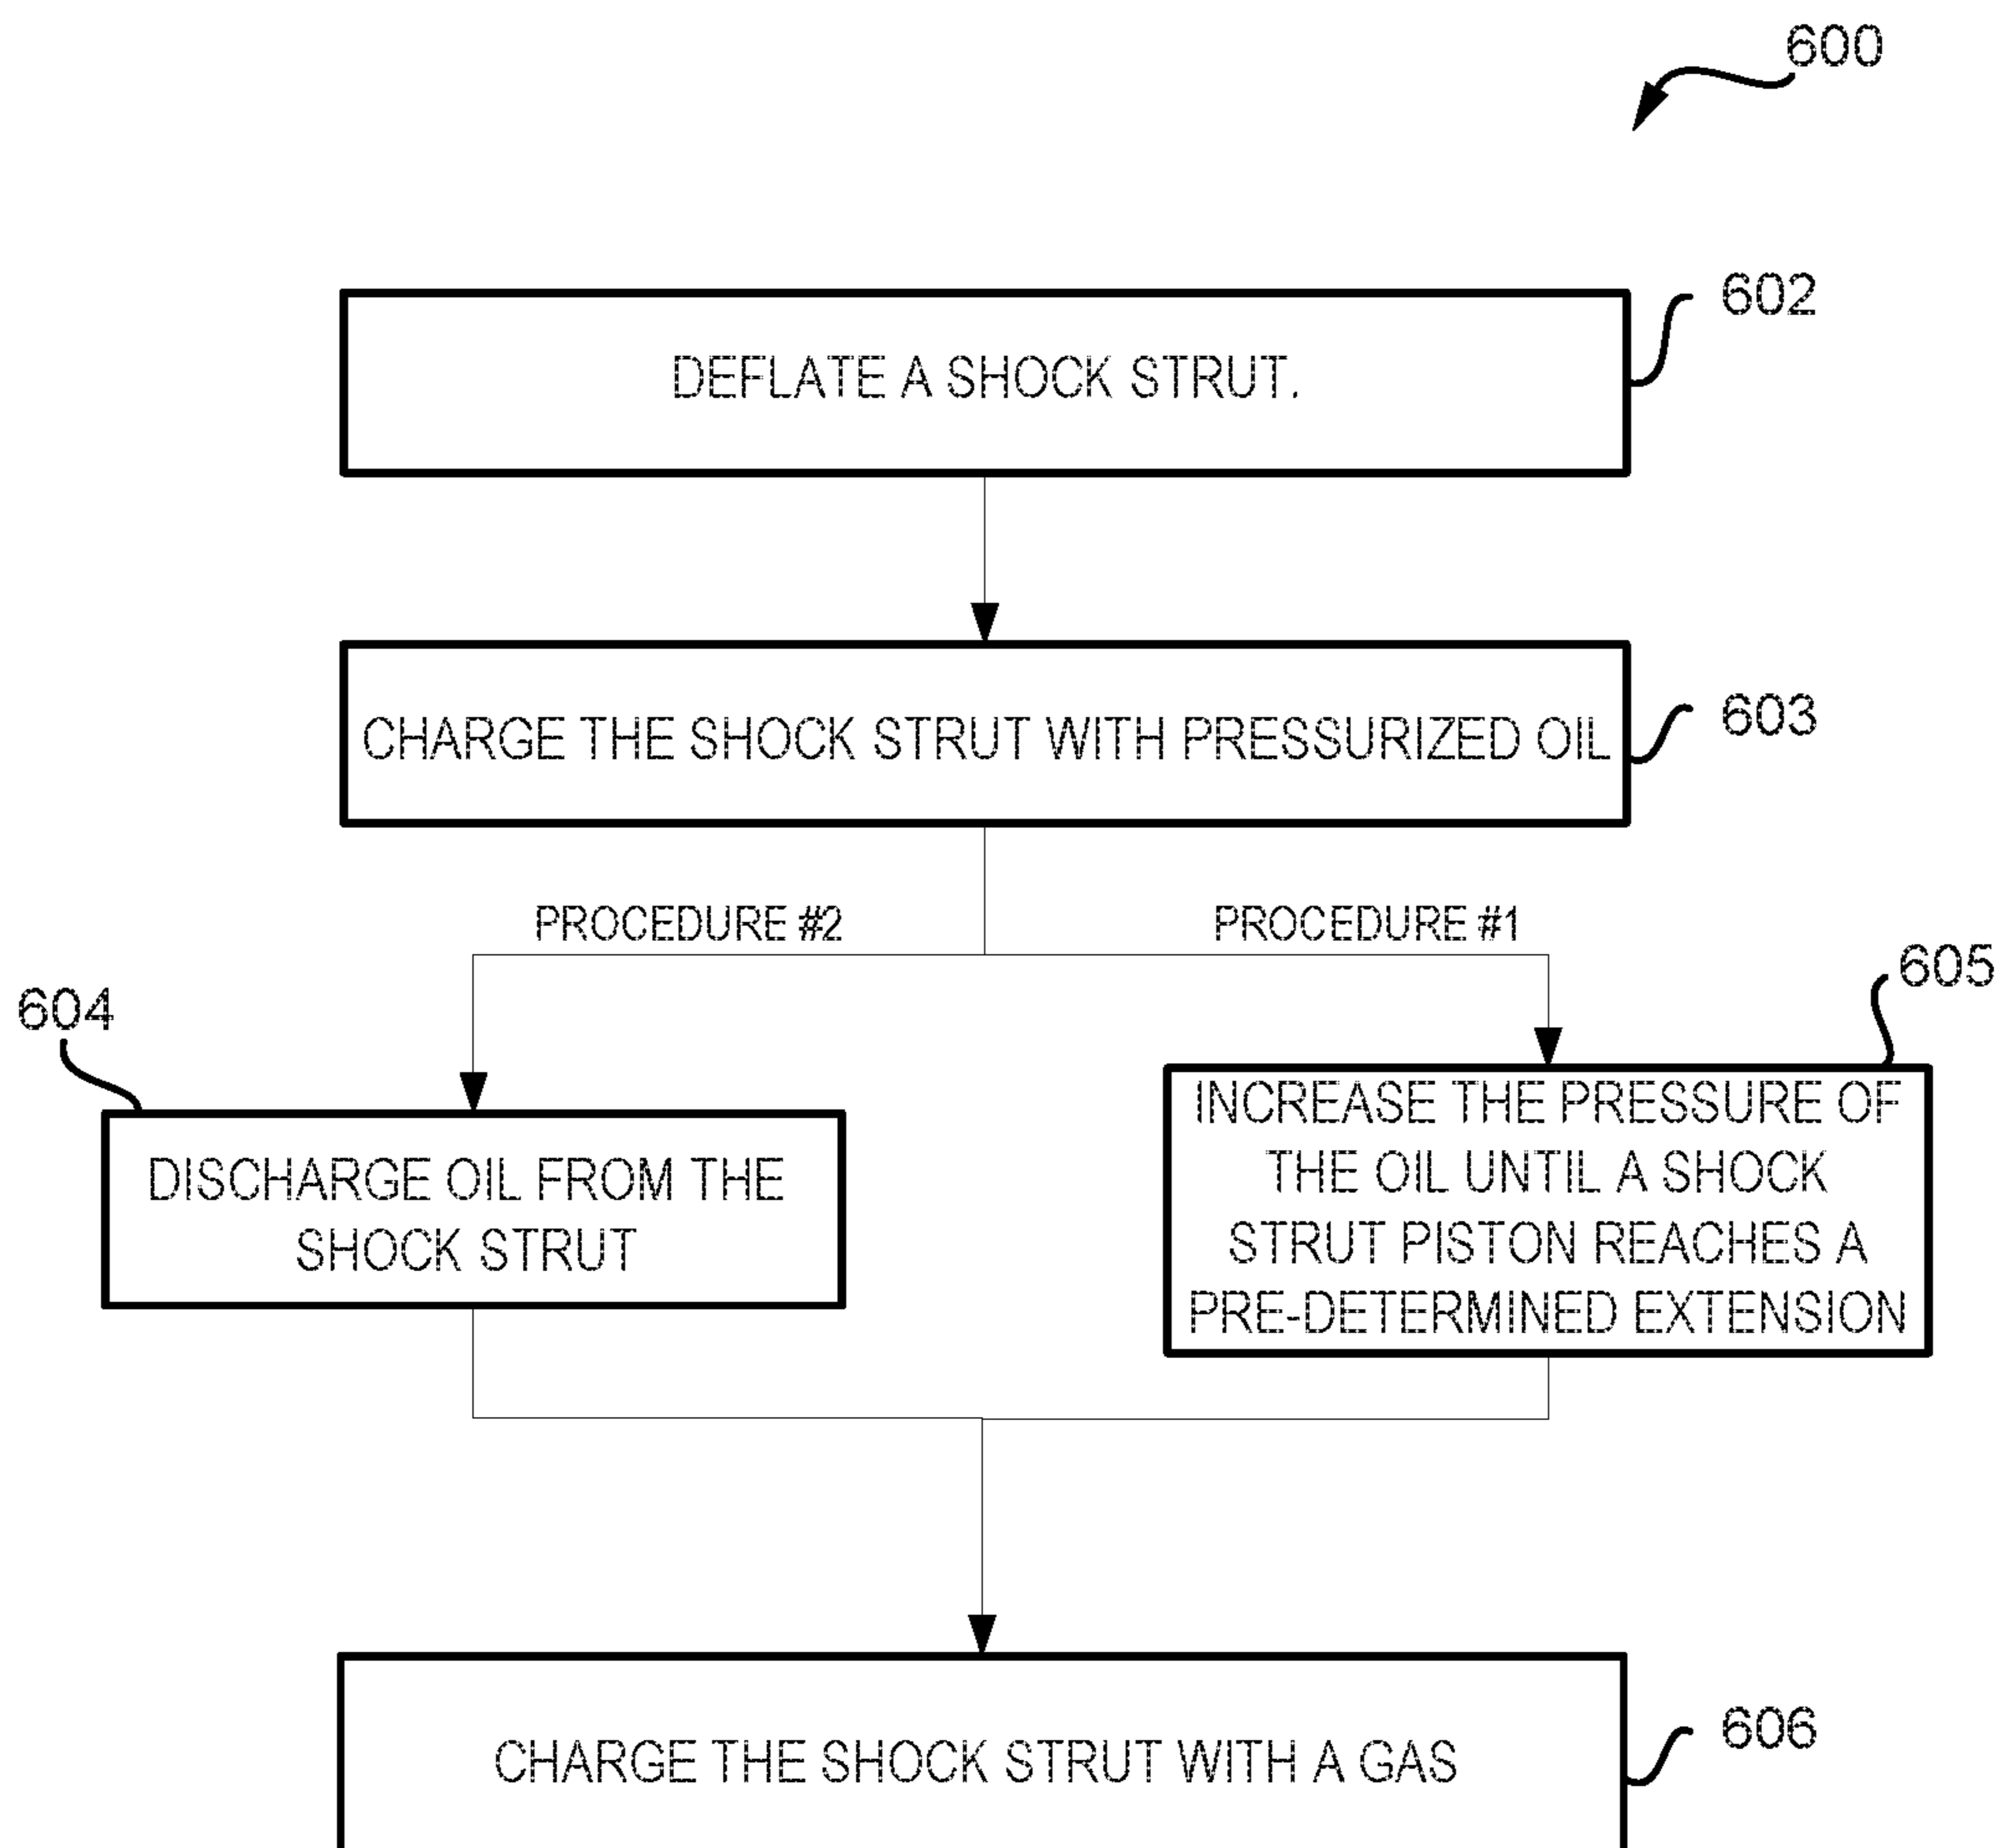 600
602
DEFLATE A SHOCK STRUT.
603
CHARGE THE SHOCK STRUT WITH PRESSURIZED OIL
PROCEDURE #2
PROCEDURE #1
604
605
DISCHARGE OIL FROM THE
SHOCK STRUT
INCREASE THE PRESSURE OF
THE OIL UNTIL A SHOCK
STRUT PISTON REACHES A
PRE-DETERMINED EXTENSION
606
CHARGE THE SHOCK STRUT WITH A GAS